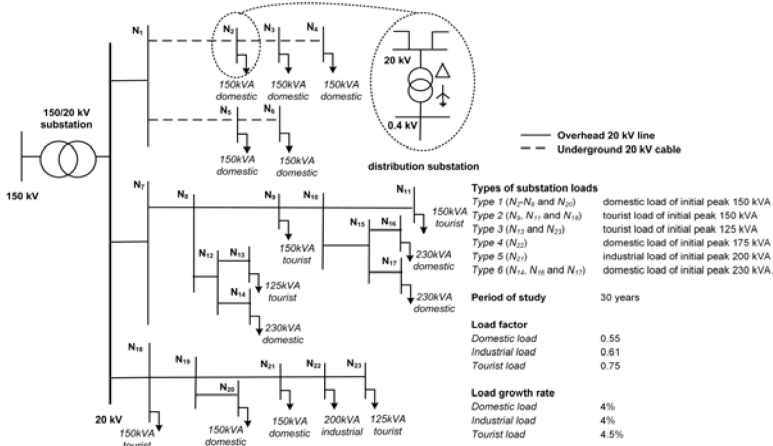 N1
N2
N3
N4
20 kV
0.4 kV
150kVA
domestic
150kVA
domestic
150kVA
domestic
150/20 kV
substation
N5
N6
distribution substation
Overhead 20 kV line
Underground 20 kV cable
150kVA
domestic
150kVA
domestic
150 kV
N7
N8
N9
N10
N11
150kVA
tourist
N15
N16
150kVA
tourist
230kVA
domestic
N12
N13
N17
125kVA
tourist
N14
230kVA
domestic
230kVA
domestic
Types of substation loads
Type 1 (N2-N6 and N20) domestic load of initial peak 150 kVA
Type 2 (N9, N11 and N18) tourist load of initial peak 150 kVA
Type 3 (N13 and N23) tourist load of initial peak 125 kVA
Type 4 (N22) domestic load of initial peak 175 kVA
Type 5 (N21) industrial load of initial peak 200 kVA
Type 6 (N14, N16 and N17) domestic load of initial peak 230 kVA.
Period of study 30 years
Load factor
Domestic load 0.55
Industrial load 0.61
Tourist load 0.75
Load growth rate
Domestic load 4%
Industrial load 4%
Tourist load 4.5%
N18
N19
N20
N21
N22
N23
20 kV
150kVA
tourist
150kVA
domestic
150kVA
domestic
200kVA
industrial
125kVA
tourist